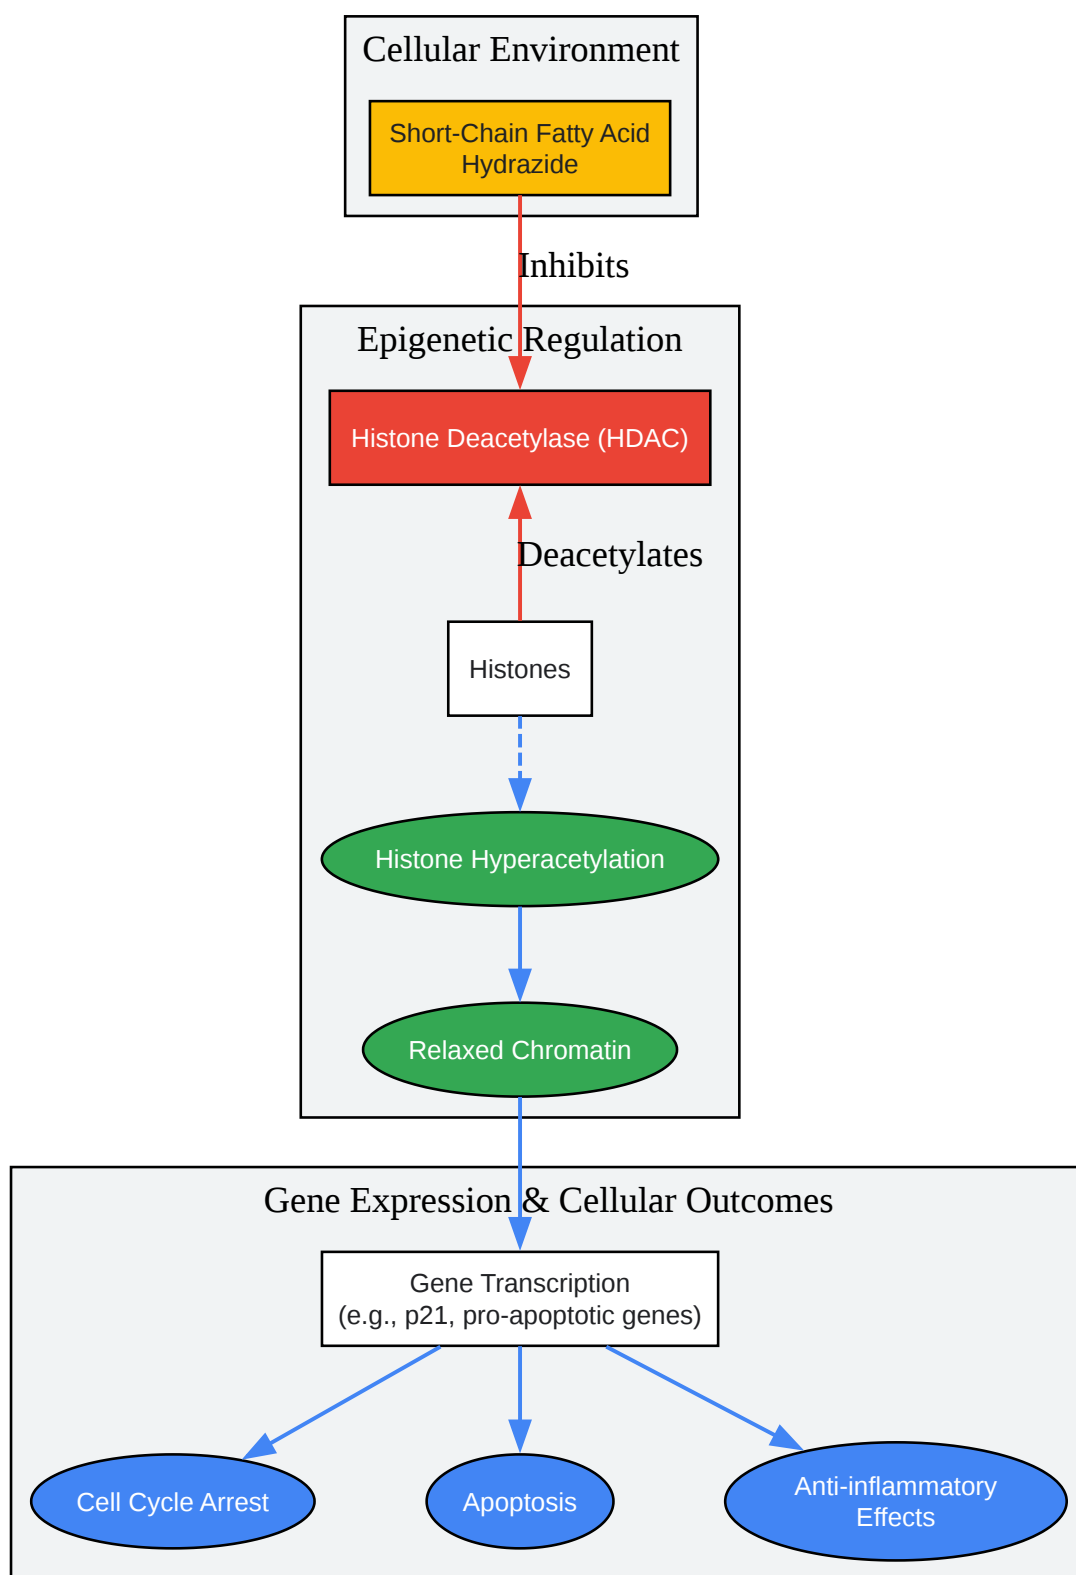 Cellular Environment
Short-Chain Fatty Acid
Hydrazide
Inhibits
Epigenetic Regulation
Histone Deacetylase (HDAC)
Deacetylates
Histones
Histone Hyperacetylation
Relaxed Chromatin
Gene Expression & Cellular Outcomes
Gene Transcription
(e.g., p21, pro-apoptotic genes)
Cell Cycle Arrest
Apoptosis
Anti-inflammatory
Effects